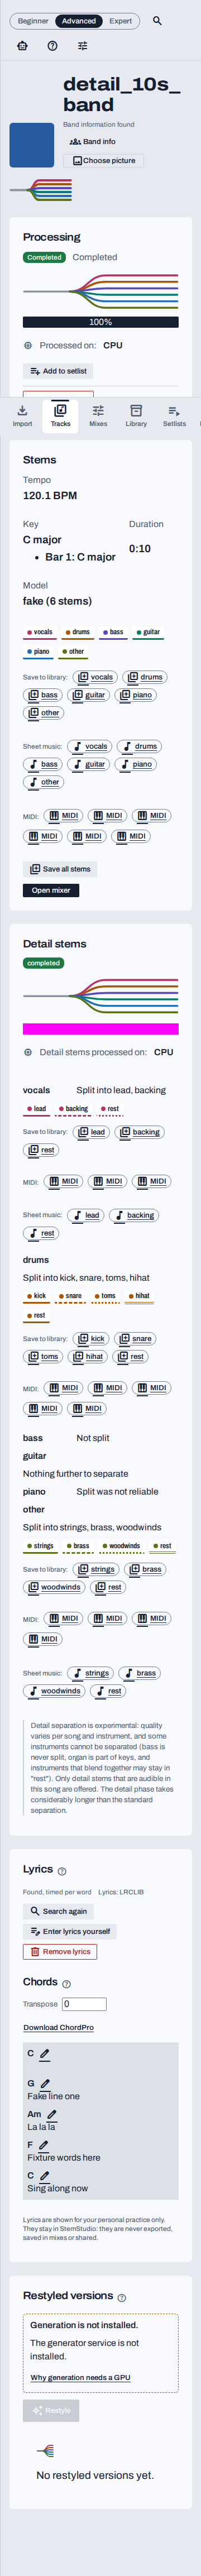 Beginner Advanced Expert
detail_10s_
band
Band information found
Band info
Choose picture
Processing
Completed Completed
100%
Processed on: CPU
Add to setlist
Import Tracks Mixes Library Setlists
Stems
Tempo
120.1 BPM
Key Duration
C major 0:10
• Bar 1: C major
Model
fake (6 stems)
vocals drums bass guitar
piano other
Save to library: vocals drums
bass guitar piano
other
Sheet music: vocals drums
bass guitar piano
other
MIDI: MIDI MIDI MIDI
MIDI MIDI MIDI
Save all stems
Open mixer
Detail stems
completed
Detail stems processed on: CPU
vocals Split into lead, backing
lead backing rest
Save to library: lead backing
rest
MIDI: MIDI MIDI MIDI
Sheet music: lead backing
rest
drums
Split into kick, snare, toms, hihat
kick snare toms hihat
rest
Save to library: kick snare
toms hihat rest
MIDI: MIDI MIDI MIDI
MIDI MIDI
bass Not split
guitar
Nothing further to separate
piano Split was not reliable
other
Split into strings, brass, woodwinds
strings brass woodwinds rest
Save to library: strings brass
woodwinds rest
MIDI: MIDI MIDI MIDI
MIDI
Sheet music: strings brass
woodwinds rest
Detail separation is experimental: quality
varies per song and instrument, and some
instruments cannot be separated (bass is
never split, organ is part of keys, and
instruments that blend together may stay in
"rest"). Only detail stems that are audible in
this song are offered. The detail phase takes
considerably longer than the standard
separation.
Lyrics
Found, timed per word Lyrics: LRCLIB
Search again
Enter lyrics yourself
Remove lyrics
Chords
Transpose 0
Download ChordPro
C
G
Fake line one
Am
La la la
F
Fixture words here
C
Sing along now
Lyrics are shown for your personal practice only.
They stay in StemStudio: they are never exported,
saved in mixes or shared.
Restyled versions
Generation is not installed.
The generator service is not
installed.
Why generation needs a GPU
Restyle
No restyled versions yet.